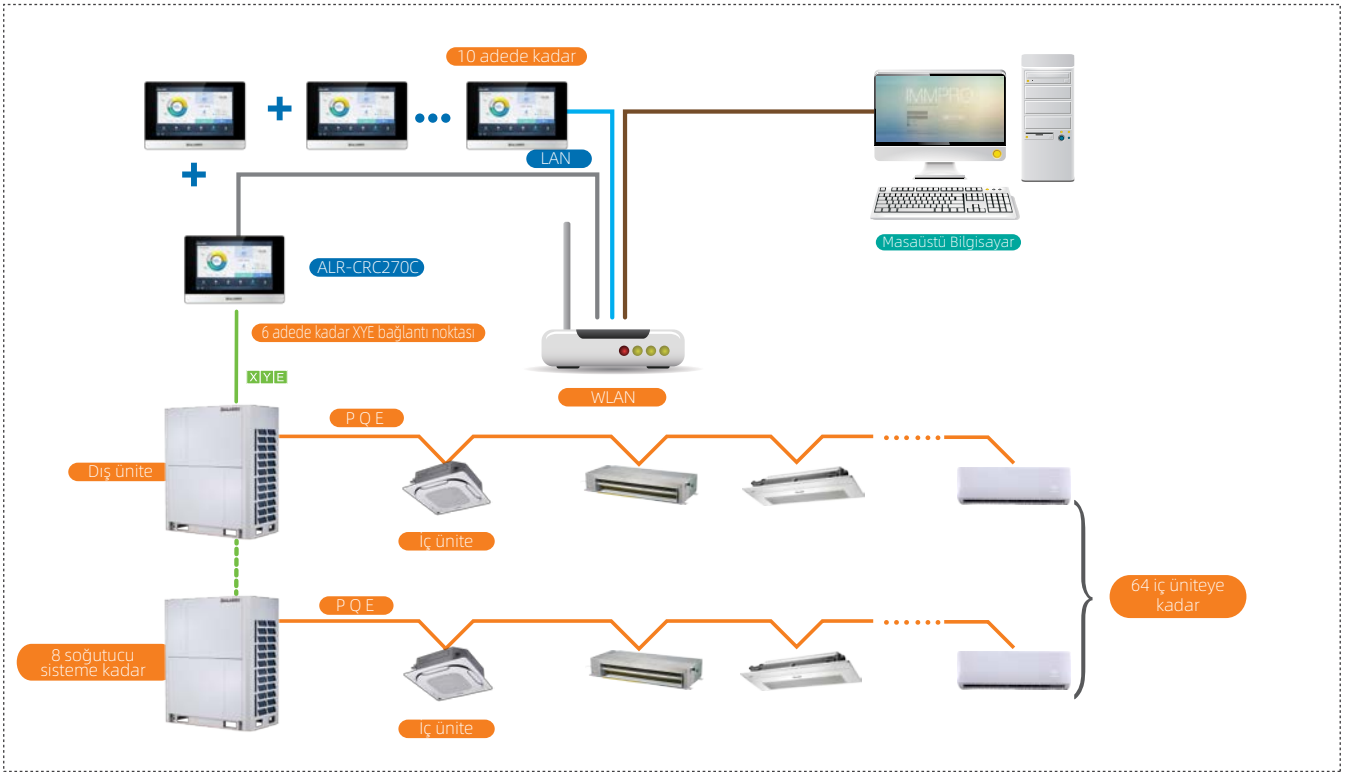 10 adede kadar
IMMPRO
LAN
Masaüstü Bilgisayar
ALR-CRC270C
6 adede kadar XYE bağlantı noktası
X Y E
WLAN
P Q E
Dış ünite
İç ünite
64 iç üniteye
kadar
P Q E
8 soğutucu
sisteme kadar
İç ünite